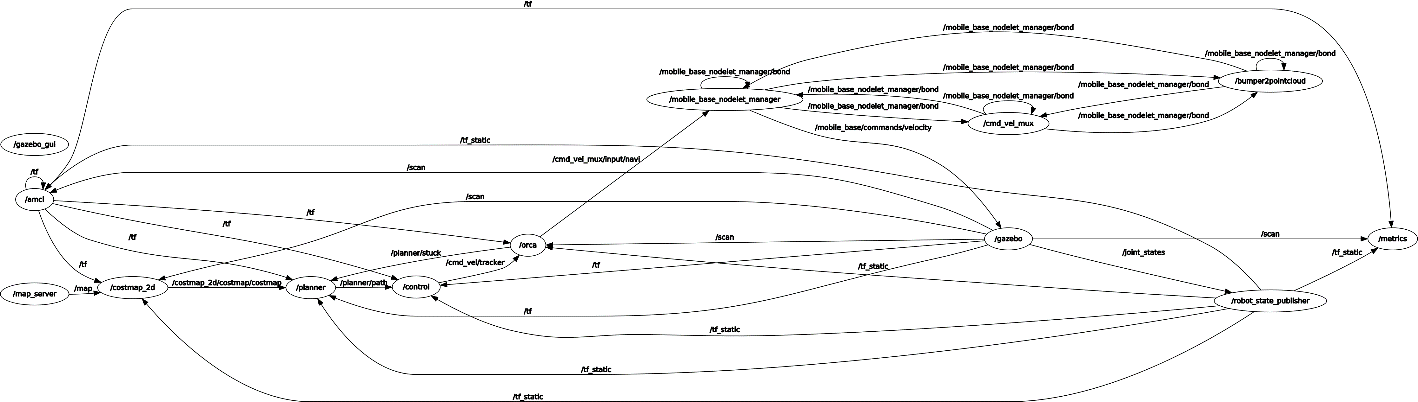 /tf
/mobile_base_nodelet_manager/bond
/mobile_base_nodelet_manager/bond
/mobile_base_nodelet_manager/bond
/mobile_base_nodelet_manager/bond
/bumper2pointcloud
/mobile_base_nodelet_manager/bond
/mobile_base_nodelet_manager/bond
/mobile_base_nodelet_manager
/mobile_base_nodelet_manager/bond
/mobile_base_nodelet_manager/bond
/mobile_base_nodelet_manager/bond
/cmd_vel_mux
/mobile_base/commands/velocity
/gazebo_gui
/tf_static
/cmd_vel_mux/input/navi
/scan
/tf
/amcl
/scan
/tf
/tf
/tf
/scan
/gazebo
/scan
/metrics
/orca
/planner/stuck
/joint_states
/tf_static
/cmd_vel/tracker
/tf
/tf
/tf_static
/map_server
/map
/costmap_2d
/costmap_2d/costmap/costmap
/planner
/planner/path
/control
/robot_state_publisher
/tf
/tf_static
/tf_static
/tf_static